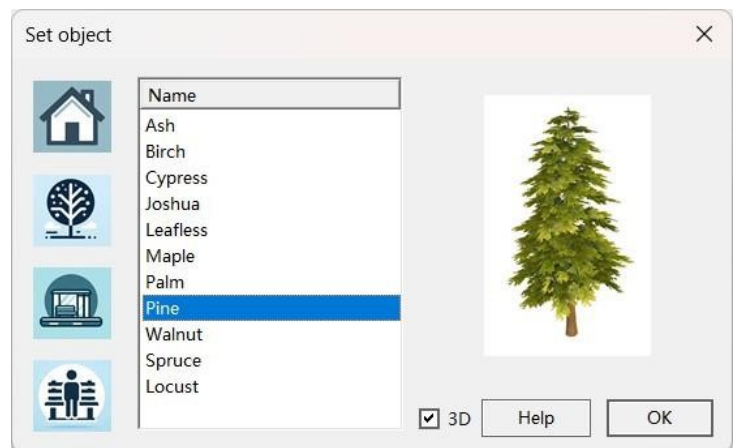 Set object
Name
Ash
Birch
Cypress
Joshua
Leafless
Maple
Palm
Pine
Walnut
Spruce
Locust
3D
Help
OK